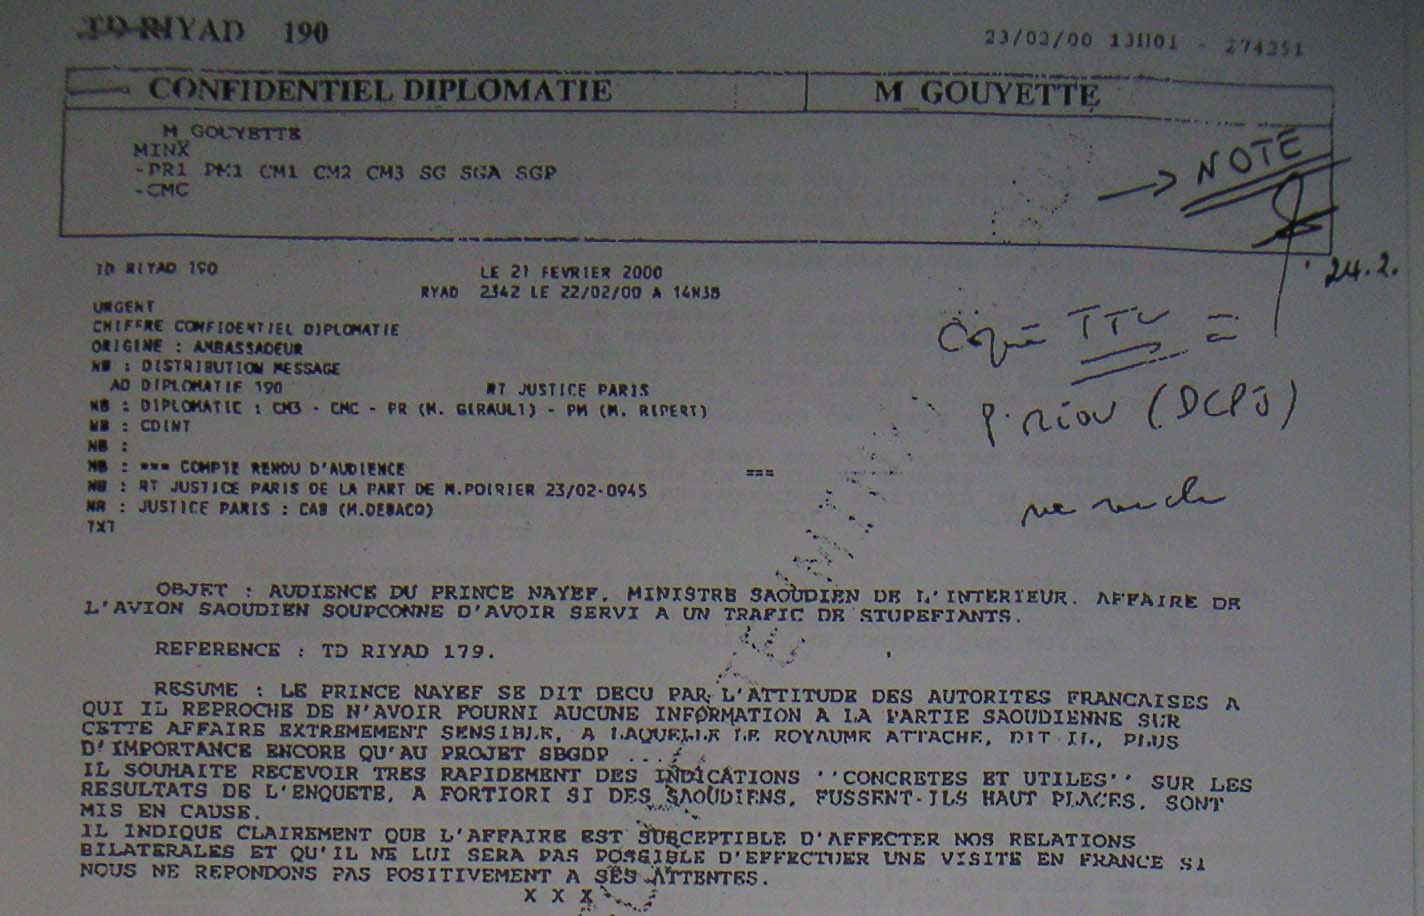 TD RIYAD 190
23/02/00 13H01 - 274351
CONFIDENTIEL DIPLOMATIE M_GOUYETTE
M_GOUYETTE
MINX
-PR1 PM1 CM1 CM2 CM3 SG SGA SGP
-CMC
→ NOTE
24.2.
TD RIYAD 190 LE 21 FEVRIER 2000
RYAD 2342 LE 22/02/00 A 14H38
URGENT
CHIFFRE CONFIDENTIEL DIPLOMATIE
ORIGINE : AMBASSADEUR
NB : DISTRIBUTION MESSAGE
AD DIPLOMATIE 190 RT JUSTICE PARIS
NB : DIPLOMATIE : CM3 - CMC - PR (M. GIRAULT) - PM (M. RIPERT)
NB : CDINT
NB :
NB : *** COMPTE RENDU D'AUDIENCE ===
NB : RT JUSTICE PARIS DE LA PART DE M.POIRIER 23/02-0945
NR : JUSTICE PARIS : CAB (M.DEBACQ)
TXT
Copie TTU =
P. RIOU (DCPJ)
OBJET : AUDIENCE DU PRINCE NAYEF, MINISTRE SAOUDIEN DE L'INTERIEUR. AFFAIRE DE
L'AVION SAOUDIEN SOUPCONNE D'AVOIR SERVI A UN TRAFIC DE STUPEFIANTS.
REFERENCE : TD RIYAD 179.
RESUME : LE PRINCE NAYEF SE DIT DECU PAR L'ATTITUDE DES AUTORITES FRANCAISES A
QUI IL REPROCHE DE N'AVOIR FOURNI AUCUNE INFORMATION A LA PARTIE SAOUDIENNE SUR
CETTE AFFAIRE EXTREMEMENT SENSIBLE, A LAQUELLE LE ROYAUME ATTACHE, DIT-IL, PLUS
D'IMPORTANCE ENCORE QU'AU PROJET SBGDP ...
IL SOUHAITE RECEVOIR TRES RAPIDEMENT DES INDICATIONS ''CONCRETES ET UTILES'' SUR LES
RESULTATS DE L'ENQUETE, A FORTIORI SI DES SAOUDIENS, FUSSENT-ILS HAUT PLACES, SONT
MIS EN CAUSE.
IL INDIQUE CLAIREMENT QUE L'AFFAIRE EST SUSCEPTIBLE D'AFFECTER NOS RELATIONS
BILATERALES ET QU'IL NE LUI SERA PAS POSSIBLE D'EFFECTUER UNE VISITE EN FRANCE SI
NOUS NE REPONDONS PAS POSITIVEMENT A SES ATTENTES.
X X X